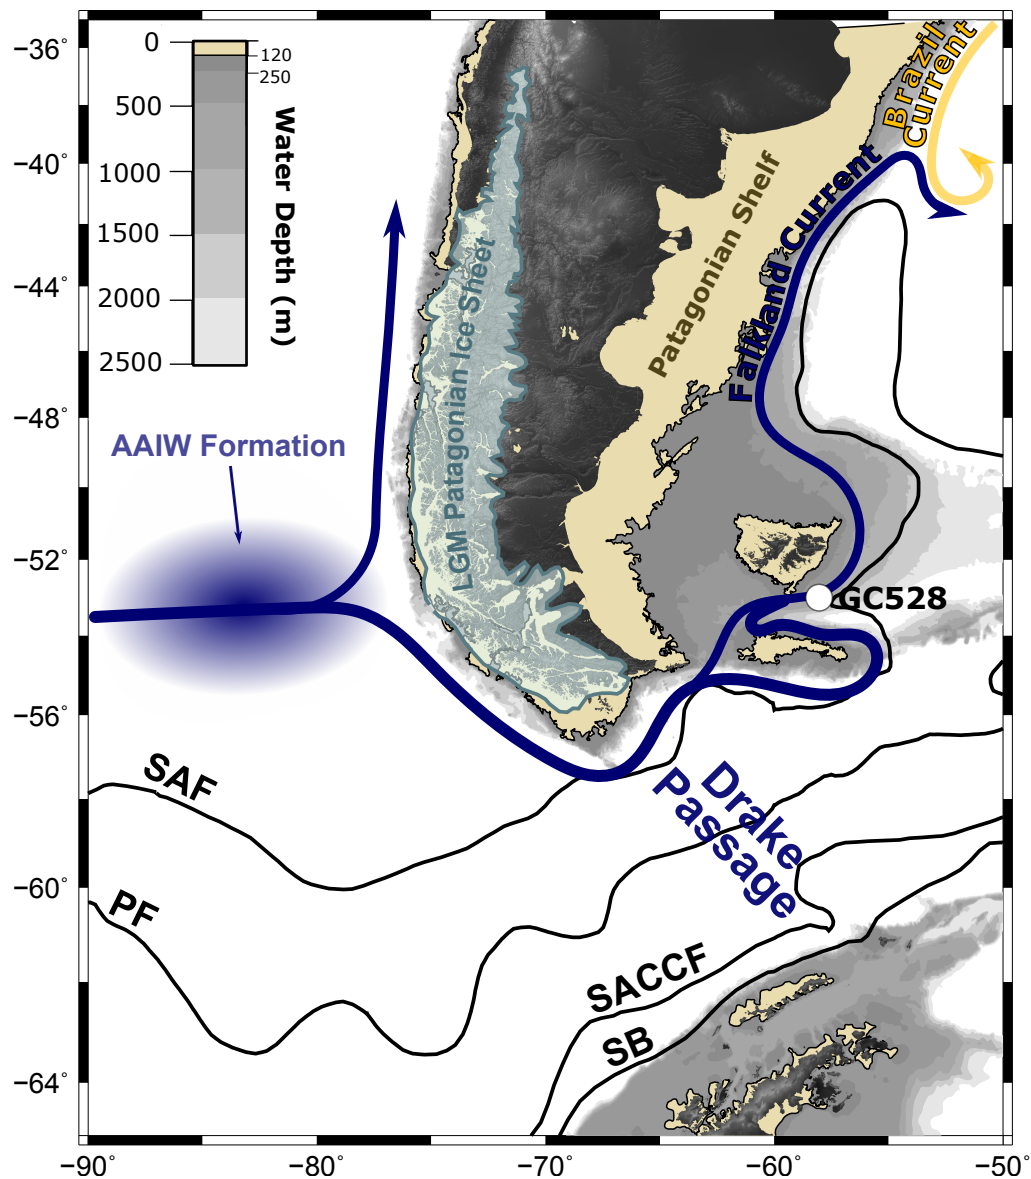 −36°
−40°
−44°
−48°
−52°
−56°
−60°
−64°
0
120
250
500
1000
1500
2000
2500
Water Depth (m)
Brazil
Current
Falkland Current
Patagonian Shelf
LGM Patagonian Ice Sheet
AAIW Formation
GC528
SAF
Drake
Passage
PF
SACCF
SB
−90°
−80°
−70°
−60°
−50°